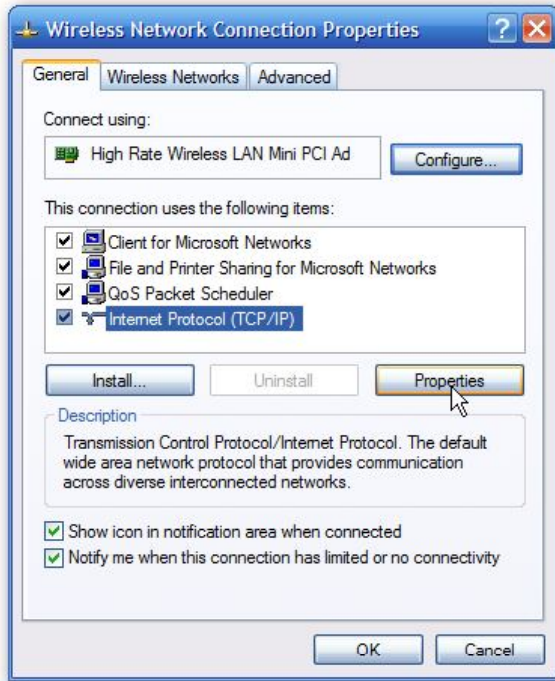 Wireless Network Connection Properties
General
Wireless Networks
Advanced
Connect using:
High Rate Wireless LAN Mini PCI Ad
Configure...
This connection uses the following items:
Client for Microsoft Networks
File and Printer Sharing for Microsoft Networks
QoS Packet Scheduler
Internet Protocol (TCP/IP)
Install...
Uninstall
Properties
Description
Transmission Control Protocol/Internet Protocol. The default
wide area network protocol that provides communication
across diverse interconnected networks.
Show icon in notification area when connected
Notify me when this connection has limited or no connectivity
OK
Cancel